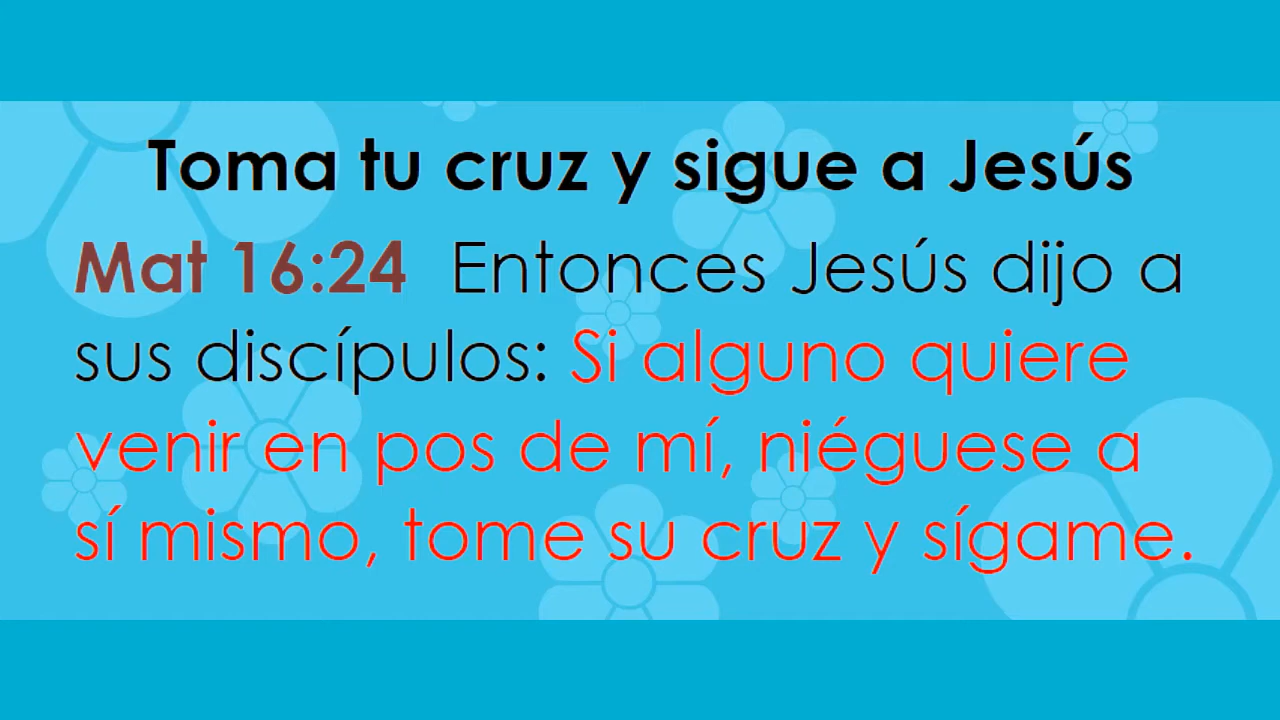 Toma tu cruz y sigue a Jesús
Mat 16:24 Entonces Jesús dijo a
sus discípulos: Si alguno quiere
venir en pos de mí, niéguese a
sí mismo, tome su cruz y sígame.